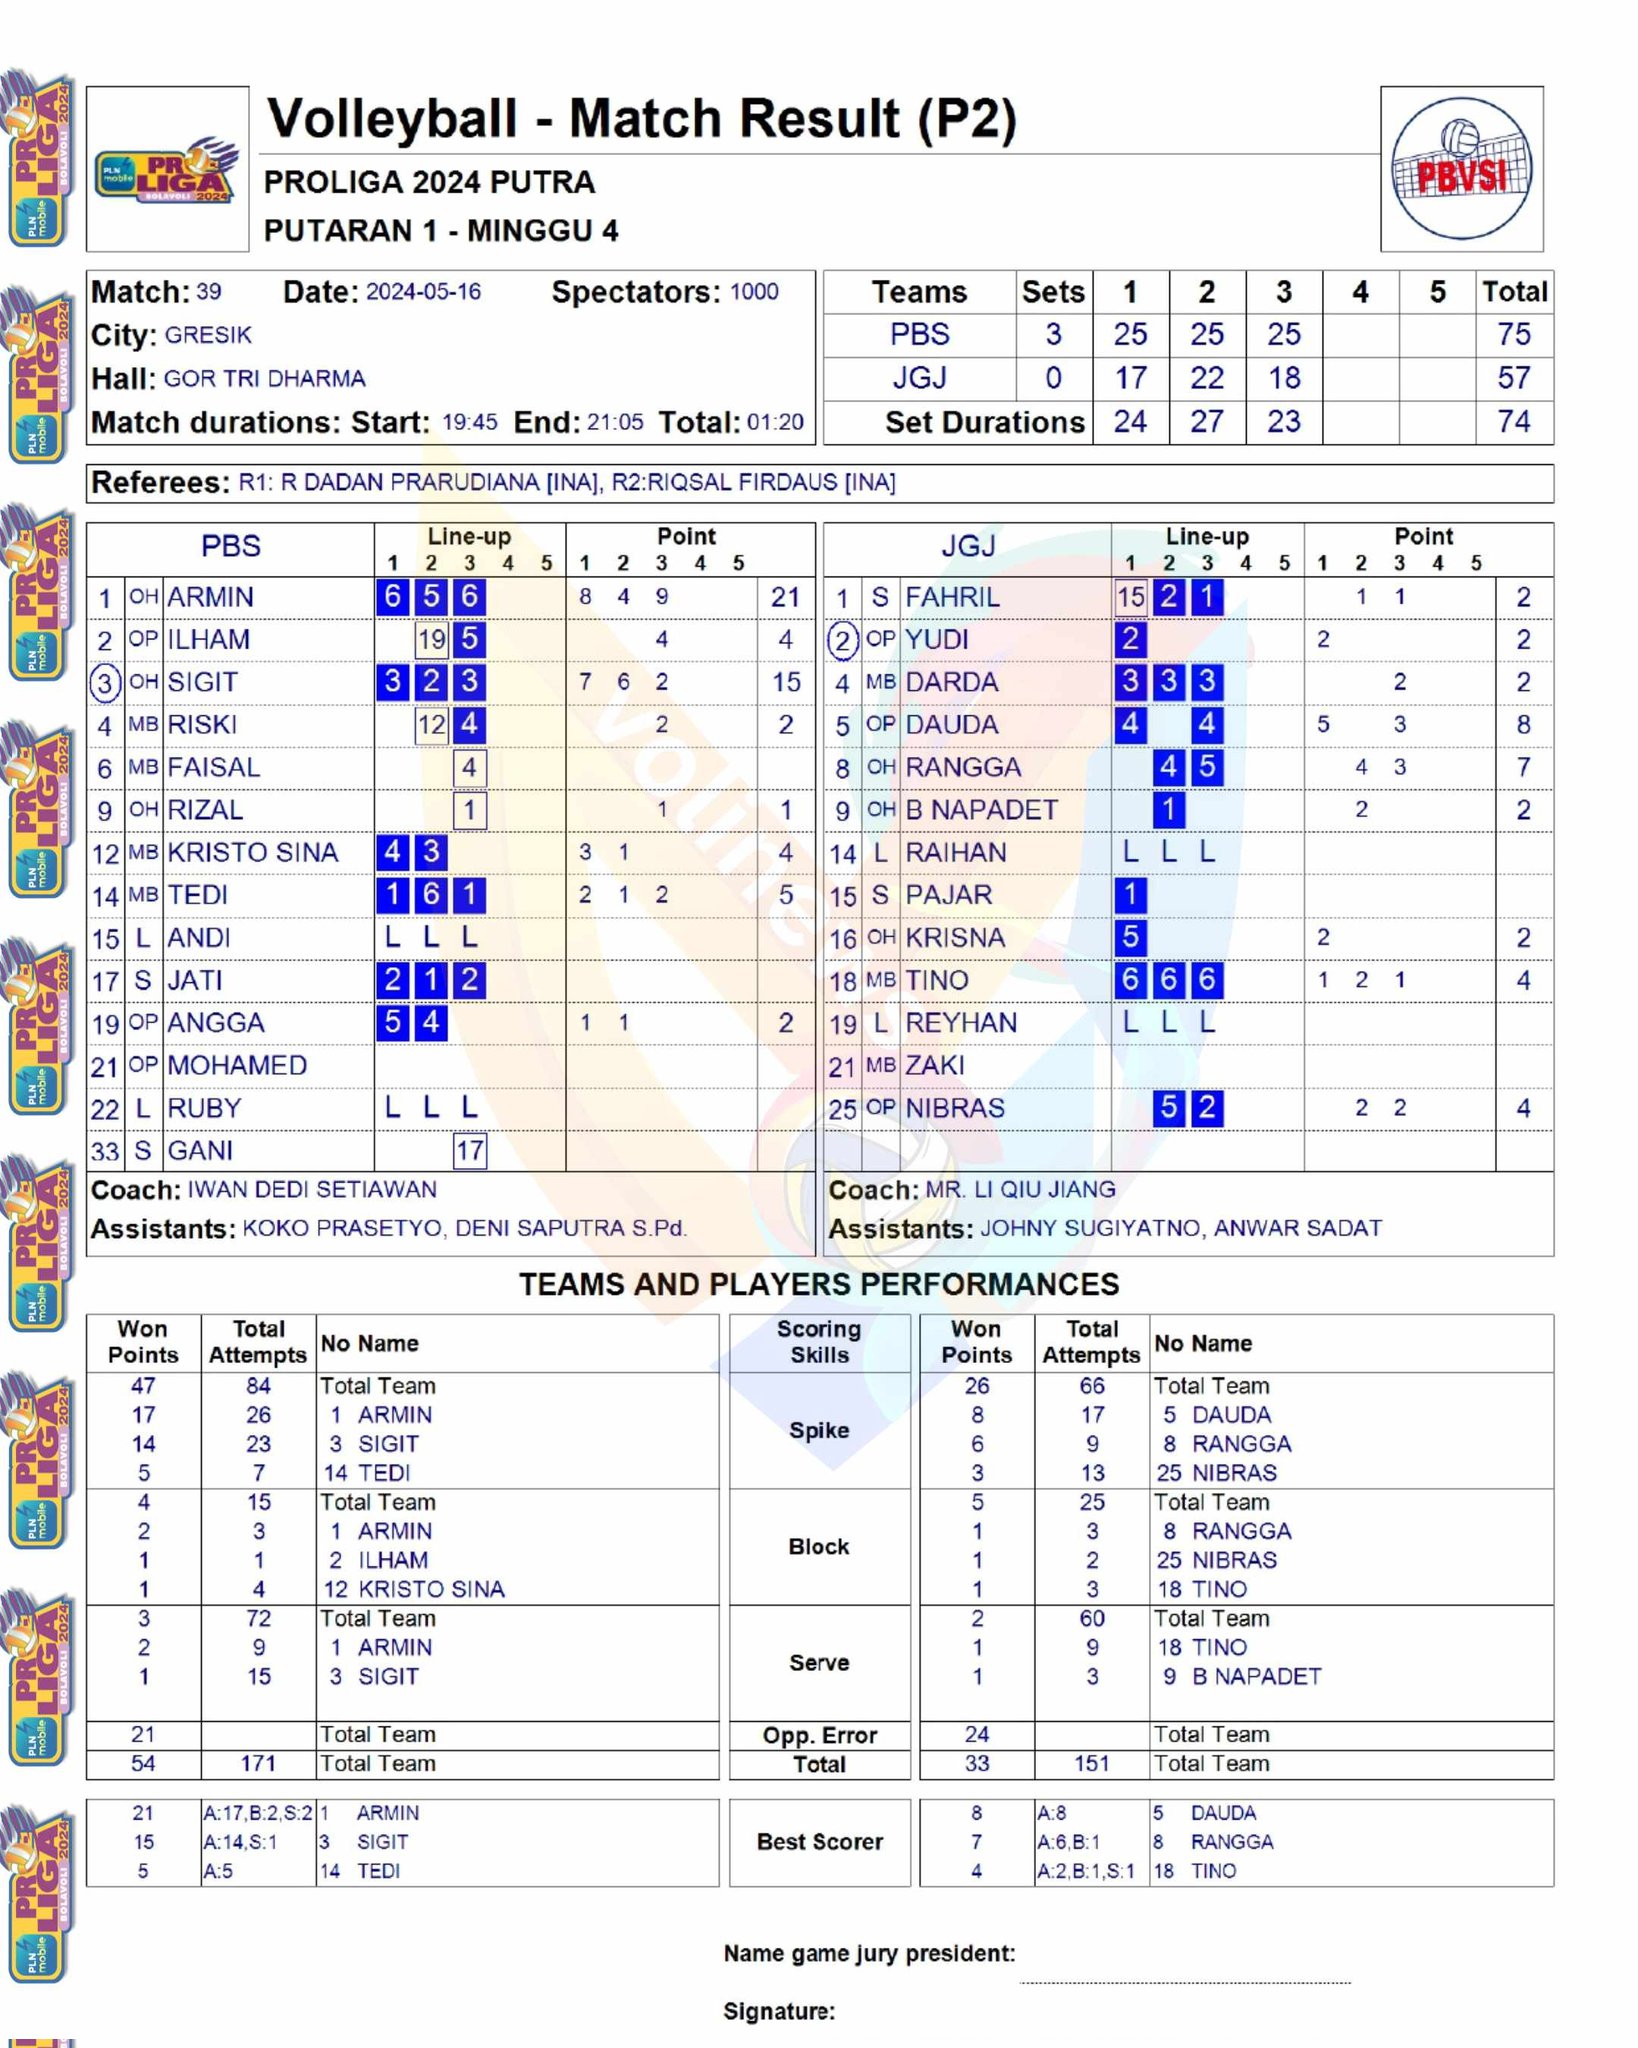 Volleyball - Match Result (P2)
PLN mobile PROLIGA BOLAVOLI 2024
PROLIGA 2024 PUTRA
PUTARAN 1 - MINGGU 4
PBVSI
Match: 39 Date: 2024-05-16 Spectators: 1000
City: GRESIK
Hall: GOR TRI DHARMA
Match durations: Start: 19:45 End: 21:05 Total: 01:20
Teams Sets 1 2 3 4 5 Total
PBS 3 25 25 25 75
JGJ 0 17 22 18 57
Set Durations 24 27 23 74
Referees: R1: R DADAN PRARUDIANA [INA], R2:RIQSAL FIRDAUS [INA]
PBS Line-up Point
1 2 3 4 5 1 2 3 4 5
1 OH ARMIN 6 5 6 8 4 9 21
2 OP ILHAM 19 5 4 4
3 OH SIGIT 3 2 3 7 6 2 15
4 MB RISKI 12 4 2 2
6 MB FAISAL 4
9 OH RIZAL 1 1 1
12 MB KRISTO SINA 4 3 3 1 4
14 MB TEDI 1 6 1 2 1 2 5
15 L ANDI L L L
17 S JATI 2 1 2
19 OP ANGGA 5 4 1 1 2
21 OP MOHAMED
22 L RUBY L L L
33 S GANI 17
Coach: IWAN DEDI SETIAWAN
Assistants: KOKO PRASETYO, DENI SAPUTRA S.Pd.
JGJ Line-up Point
1 2 3 4 5 1 2 3 4 5
1 S FAHRIL 15 2 1 1 1 2
2 OP YUDI 2 2 2
4 MB DARDA 3 3 3 2 2
5 OP DAUDA 4 4 5 3 8
8 OH RANGGA 4 5 4 3 7
9 OH B NAPADET 1 2 2
14 L RAIHAN L L L
15 S PAJAR 1
16 OH KRISNA 5 2 2
18 MB TINO 6 6 6 1 2 1 4
19 L REYHAN L L L
21 MB ZAKI
25 OP NIBRAS 5 2 2 2 4
Coach: MR. LI QIU JIANG
Assistants: JOHNY SUGIYATNO, ANWAR SADAT
TEAMS AND PLAYERS PERFORMANCES
Won Points Total Attempts No Name Scoring Skills Won Points Total Attempts No Name
47 84 Total Team Spike 26 66 Total Team
17 26 1 ARMIN 8 17 5 DAUDA
14 23 3 SIGIT 6 9 8 RANGGA
5 7 14 TEDI 3 13 25 NIBRAS
4 15 Total Team Block 5 25 Total Team
2 3 1 ARMIN 1 3 8 RANGGA
1 1 2 ILHAM 1 2 25 NIBRAS
1 4 12 KRISTO SINA 1 3 18 TINO
3 72 Total Team Serve 2 60 Total Team
2 9 1 ARMIN 1 9 18 TINO
1 15 3 SIGIT 1 3 9 B NAPADET
21 Total Team Opp. Error 24 Total Team
54 171 Total Team Total 33 151 Total Team
21 A:17,B:2,S:2 1 ARMIN Best Scorer 8 A:8 5 DAUDA
15 A:14,S:1 3 SIGIT 7 A:6,B:1 8 RANGGA
5 A:5 14 TEDI 4 A:2,B:1,S:1 18 TINO
Name game jury president:
Signature: